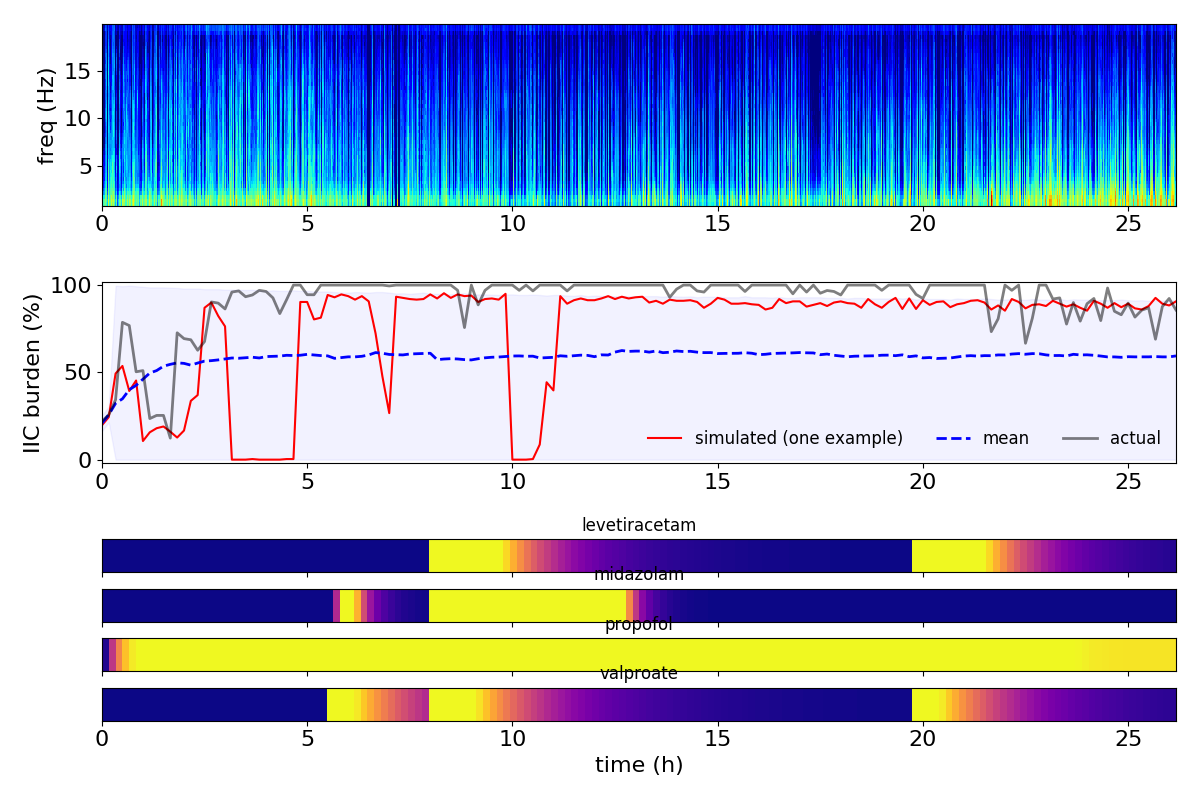 freq (Hz)
15
10
5
0 5 10 15 20 25
IIC burden (%)
100
50
0
simulated (one example) mean actual
0 5 10 15 20 25
levetiracetam
midazolam
propofol
valproate
0 5 10 15 20 25
time (h)